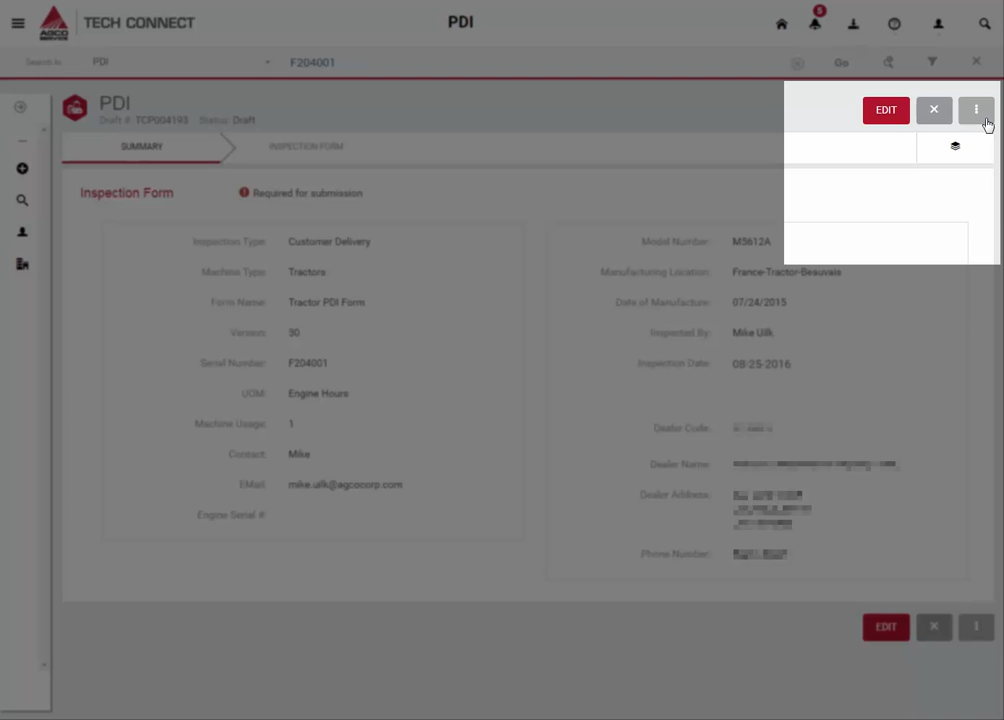 AGCO
SERVICE
TECH CONNECT
PDI
5
Search In
PDI
F204001
Go
PDI
Draft #: TCP004193 Status: Draft
EDIT
SUMMARY
INSPECTION FORM
Inspection Form
Required for submission
Inspection Type: Customer Delivery
Machine Type: Tractors
Form Name: Tractor PDI Form
Version: 30
Serial Number: F204001
UOM: Engine Hours
Machine Usage: 1
Contact: Mike
EMail: mike.uilk@agcocorp.com
Engine Serial #:
Model Number: M5612A
Manufacturing Location: France-Tractor-Beauvais
Date of Manufacture: 07/24/2015
Inspected By: Mike Uilk
Inspection Date: 08-25-2016
Dealer Code:
Dealer Name:
Dealer Address:
Phone Number:
EDIT